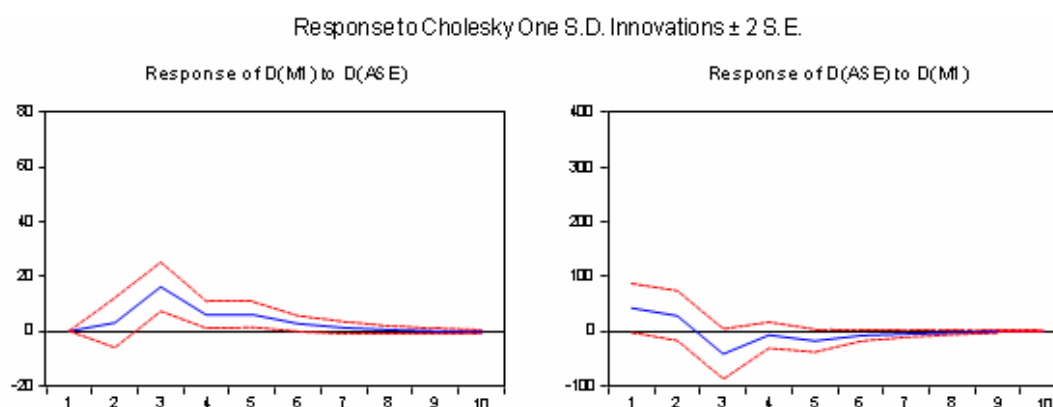 Response to Cholesky One S.D. Innovations ± 2 S.E.
Response of D(M1) to D(ASE)
80
60
40
20
0
-20
1 2 3 4 5 6 7 8 9 10
Response of D(ASE) to D(M1)
400
300
200
100
0
-100
1 2 3 4 5 6 7 8 9 10